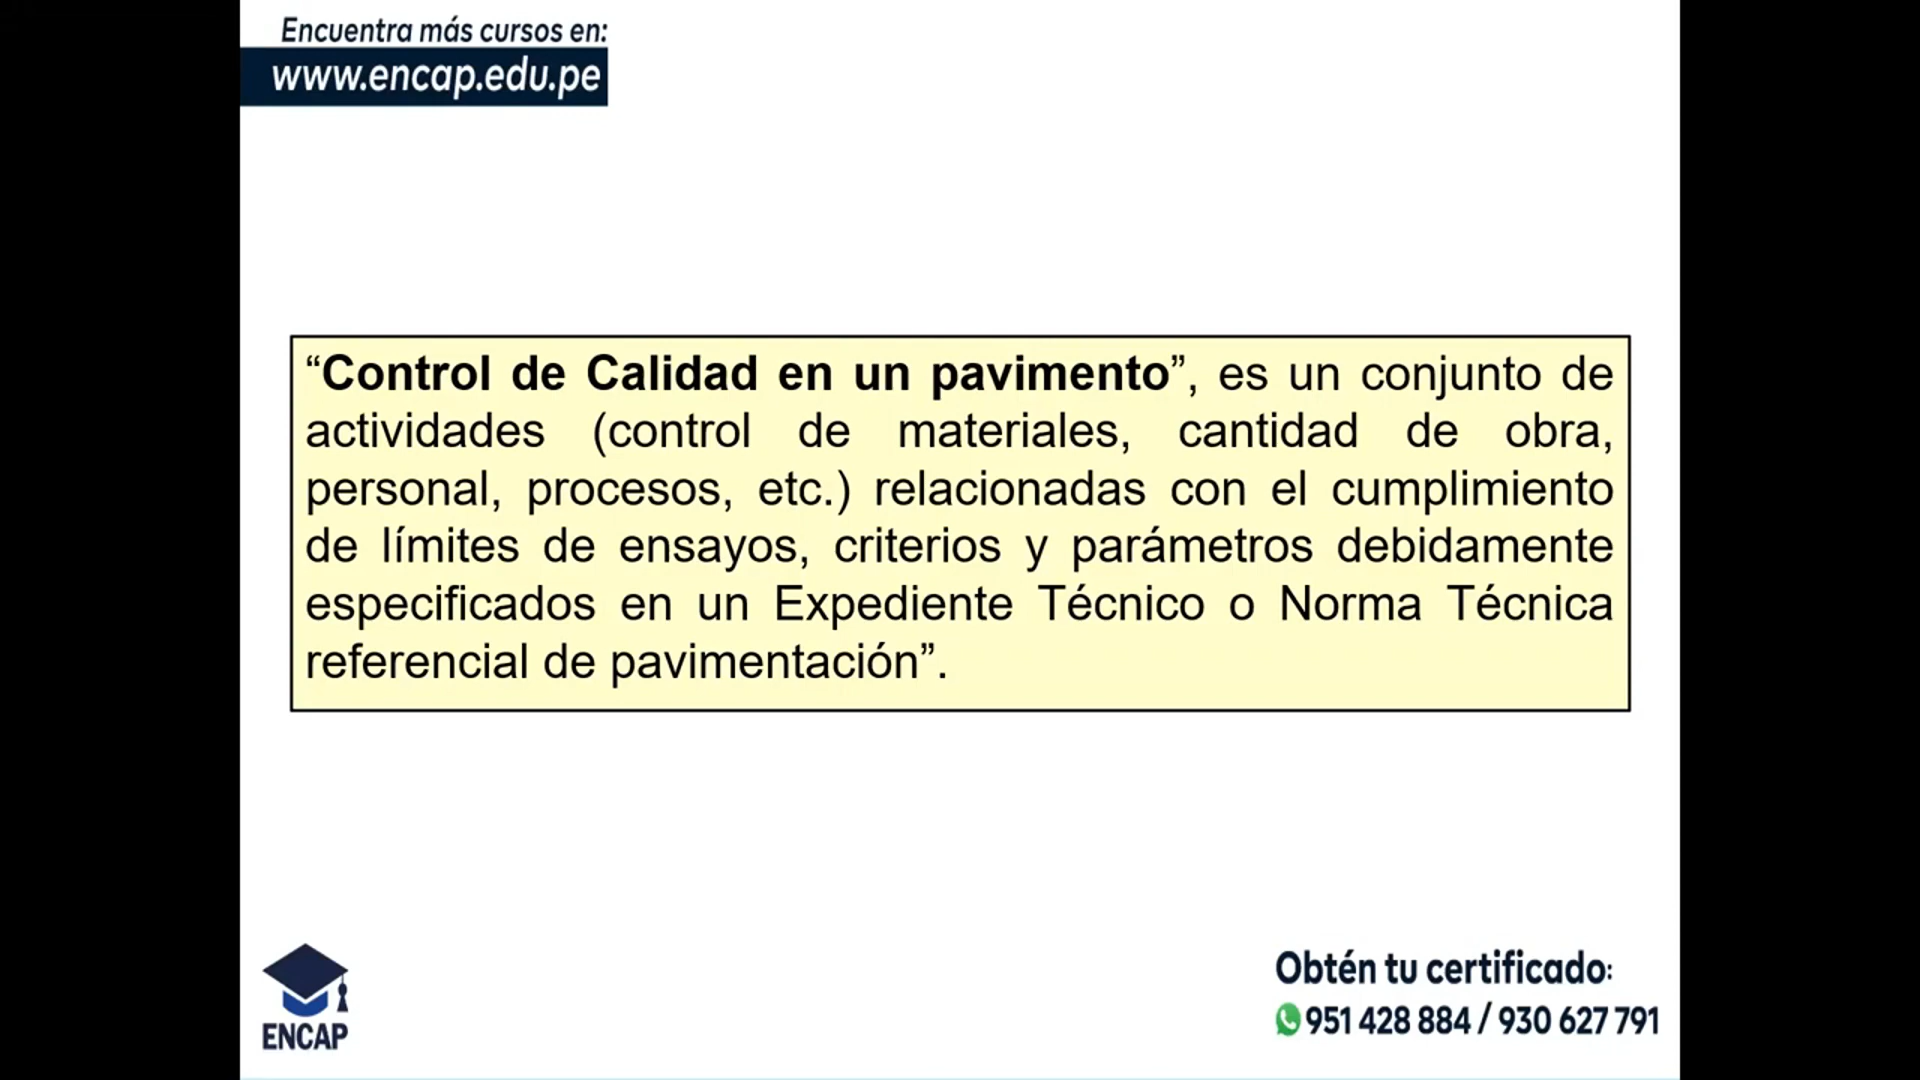 Encuentra más cursos en:
www.encap.edu.pe
“Control de Calidad en un pavimento”, es un conjunto de
actividades (control de materiales, cantidad de obra,
personal, procesos, etc.) relacionadas con el cumplimiento
de límites de ensayos, criterios y parámetros debidamente
especificados en un Expediente Técnico o Norma Técnica
referencial de pavimentación”.
ENCAP
Obtén tu certificado:
951 428 884 / 930 627 791